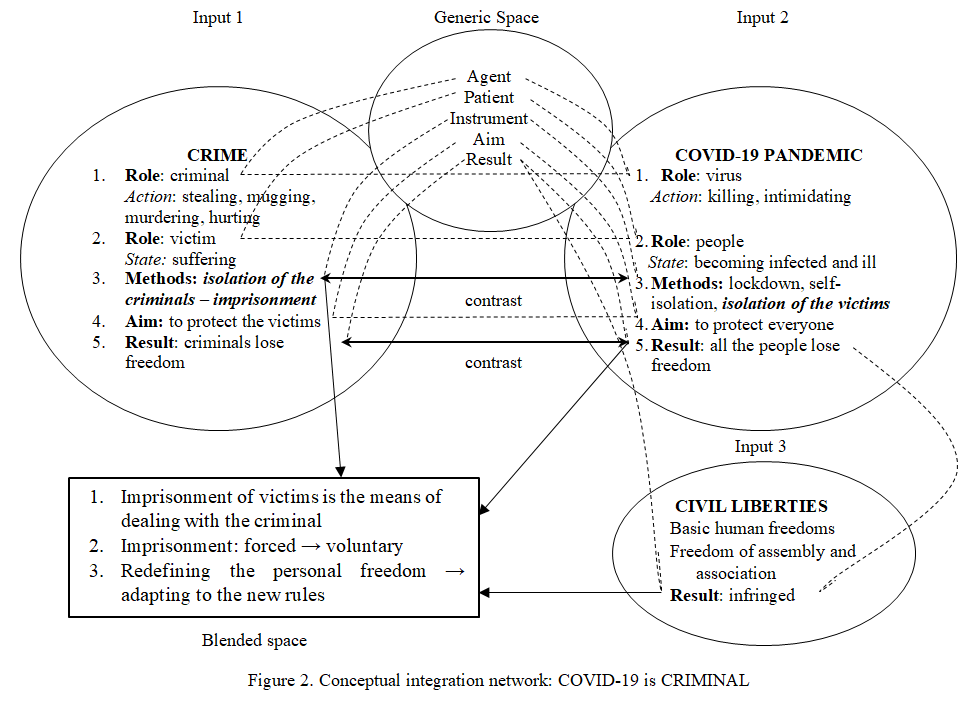 Input 1
Generic Space
Input 2
Agent
Patient
Instrument
Aim
Result
CRIME
1. Role: criminal
Action: stealing, mugging,
murdering, hurting
2. Role: victim
State: suffering
3. Methods: isolation of the
criminals – imprisonment
4. Aim: to protect the victims
5. Result: criminals lose
freedom
contrast
contrast
COVID-19 PANDEMIC
1. Role: virus
Action: killing, intimidating
2. Role: people
State: becoming infected and ill
3. Methods: lockdown, self-
isolation, isolation of the victims
4. Aim: to protect everyone
5. Result: all the people lose
freedom
Input 3
CIVIL LIBERTIES
Basic human freedoms
Freedom of assembly and
association
Result: infringed
1. Imprisonment of victims is the means of
dealing with the criminal
2. Imprisonment: forced → voluntary
3. Redefining the personal freedom →
adapting to the new rules
Blended space
Figure 2. Conceptual integration network: COVID-19 is CRIMINAL